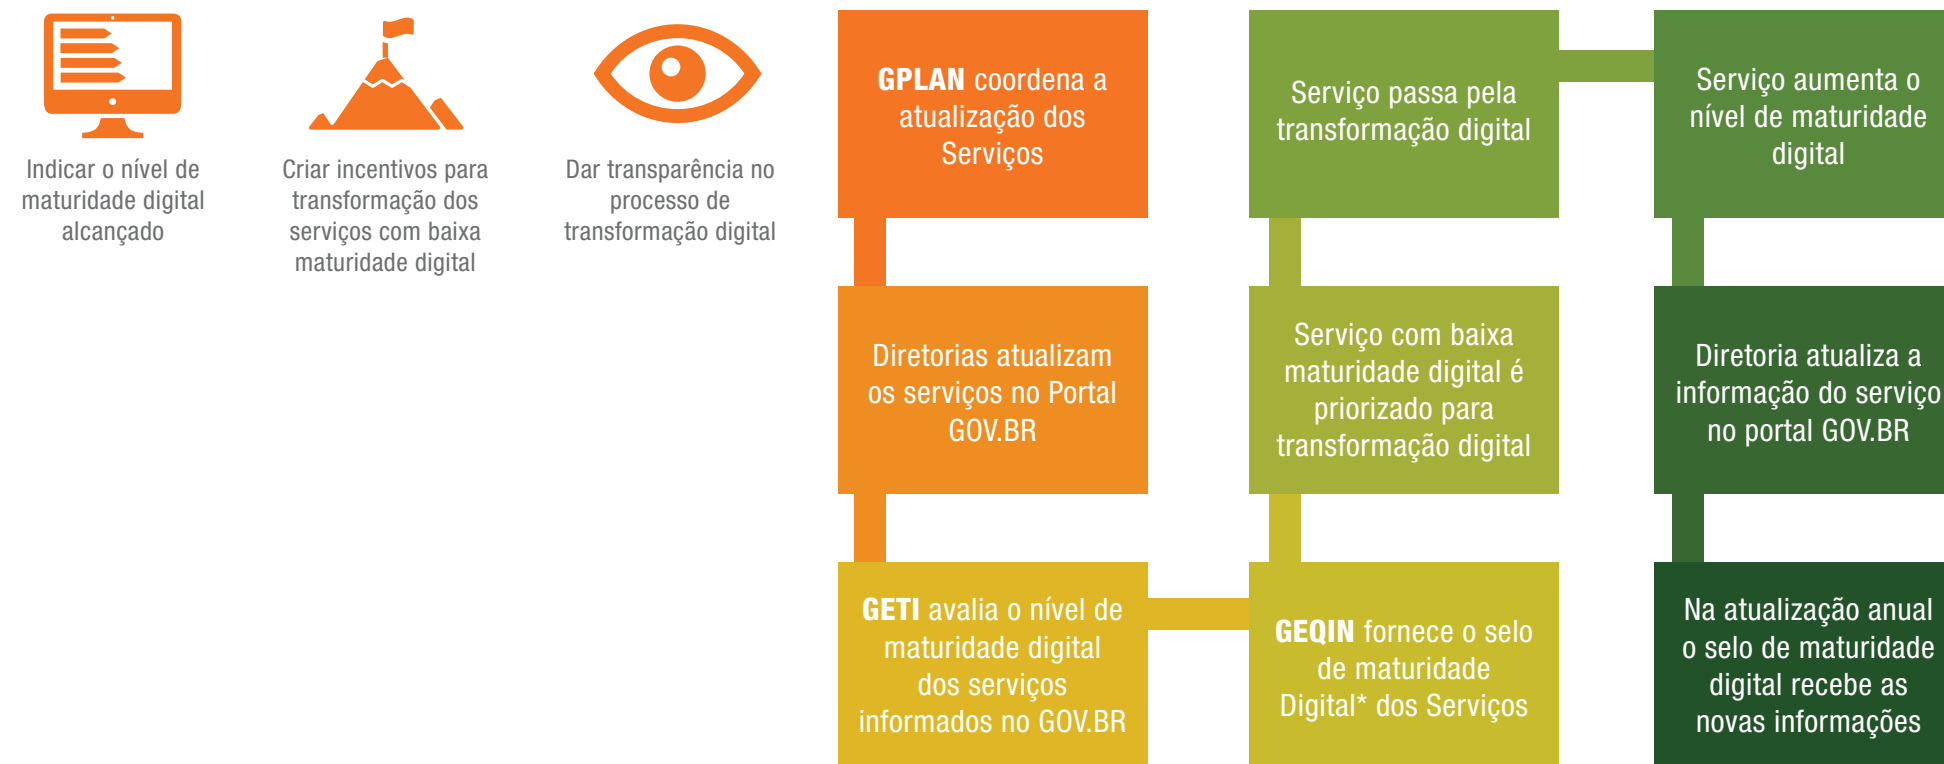 Indicar o nível de
maturidade digital
alcançado
Criar incentivos para
transformação dos
serviços com baixa
maturidade digital
Dar transparência no
processo de
transformação digital
GPLAN coordena a
atualização dos
Serviços
Diretorias atualizam
os serviços no Portal
GOV.BR
GETI avalia o nível de
maturidade digital
dos serviços
informados no GOV.BR
GEQIN fornece o selo
de maturidade
Digital* dos Serviços
Serviço com baixa
maturidade digital é
priorizado para
transformação digital
Serviço passa pela
transformação digital
Serviço aumenta o
nível de maturidade
digital
Diretoria atualiza a
informação do serviço
no portal GOV.BR
Na atualização anual
o selo de maturidade
digital recebe as
novas informações